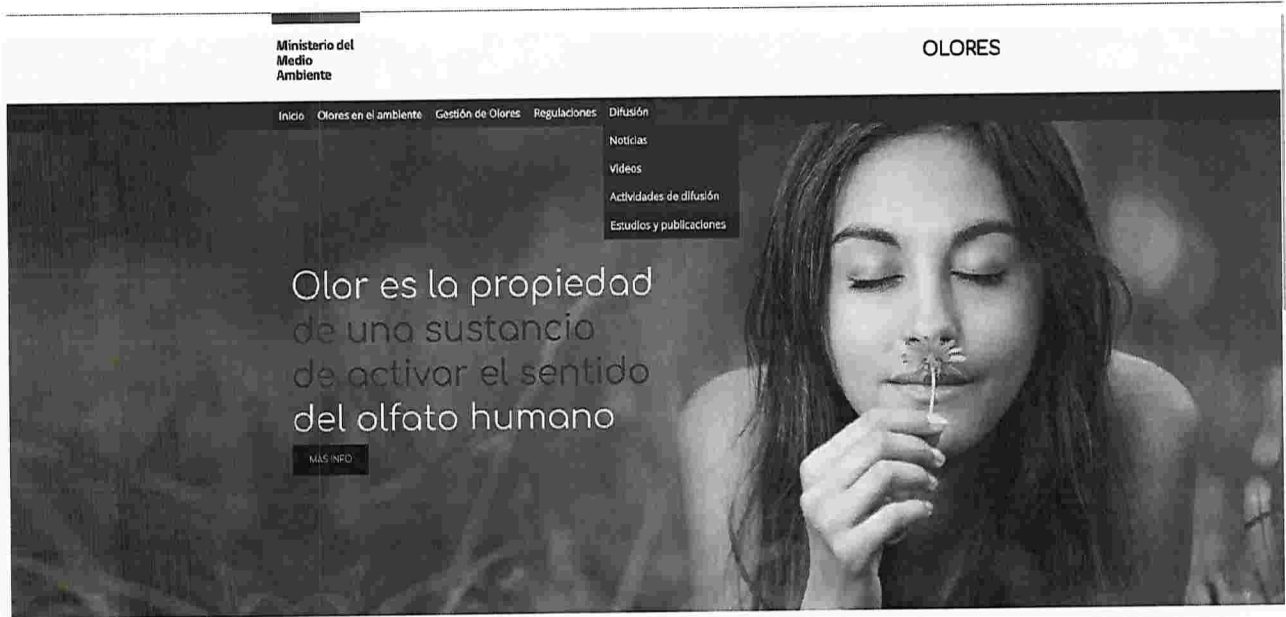 Ministerio del
Medio
Ambiente
OLORES
Inicio Olores en el ambiente Gestión de Olores Regulaciones Difusión
Noticias
Videos
Actividades de difusión
Estudios y publicaciones
Olor es la propiedad
de una sustancia
de activar el sentido
del olfato humano
MAS INFO